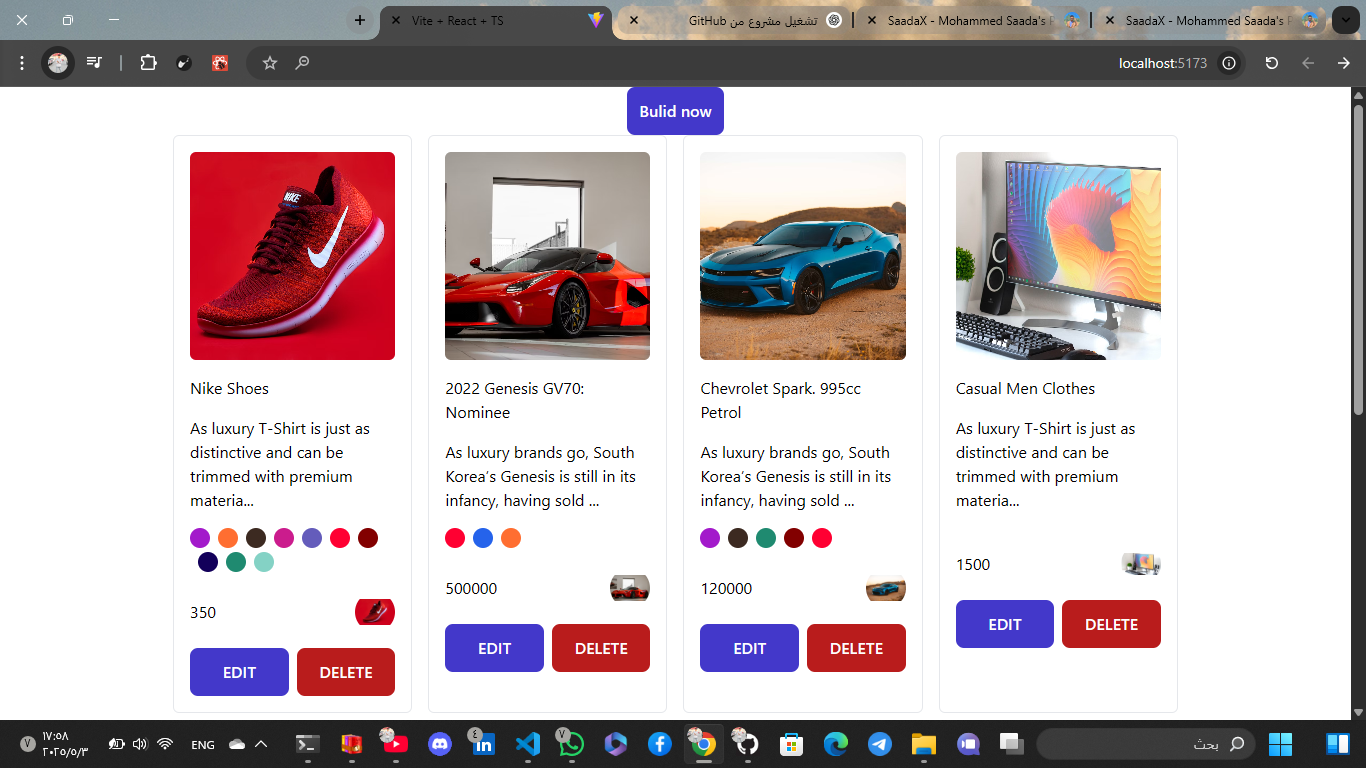 Vite + React + TS
تشغيل مشروع من GitHub
SaadaX - Mohammed Saada's P
SaadaX - Mohammed Saada's P
localhost:5173
Bulid now
NIKE
Nike Shoes
As luxury T-Shirt is just as
distinctive and can be
trimmed with premium
materia...
350
EDIT
DELETE
2022 Genesis GV70:
Nominee
As luxury brands go, South
Korea's Genesis is still in its
infancy, having sold ...
500000
EDIT
DELETE
Chevrolet Spark. 995cc
Petrol
As luxury brands go, South
Korea's Genesis is still in its
infancy, having sold ...
120000
EDIT
DELETE
Casual Men Clothes
As luxury T-Shirt is just as
distinctive and can be
trimmed with premium
materia...
1500
EDIT
DELETE
٧
١٧:٥٨
٢٠٢٥/٥/٣
ENG
٤
٧
بحث